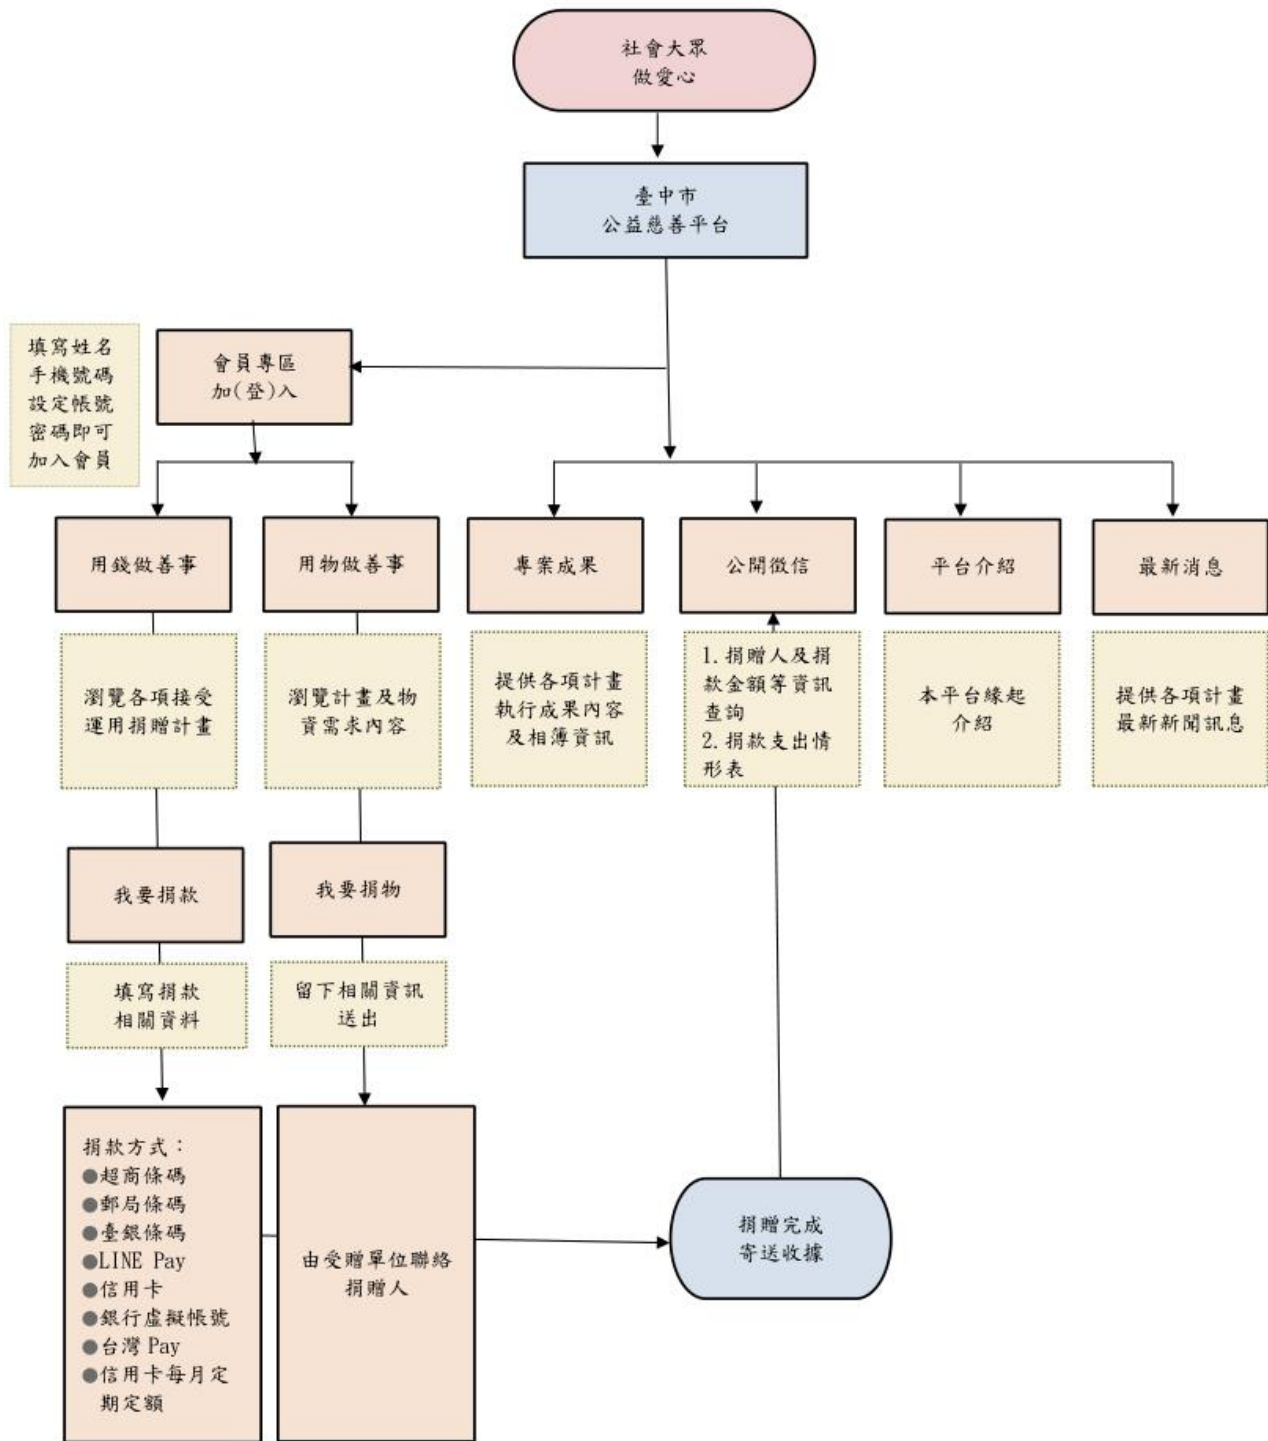 社會大眾
做愛心
臺中市
公益慈善平台
填寫姓名
手機號碼
設定帳號
密碼即可
加入會員
會員專區
加(登)入
用錢做善事
用物做善事
專案成果
公開徵信
平台介紹
最新消息
瀏覽各項接受
運用捐贈計畫
瀏覽計畫及物
資需求內容
提供各項計畫
執行成果內容
及相簿資訊
1. 捐贈人及捐
款金額等資訊
查詢
2. 捐款支出情
形表
本平台緣起
介紹
提供各項計畫
最新新聞訊息
我要捐款
我要捐物
填寫捐款
相關資料
留下相關資訊
送出
捐款方式：
●超商條碼
●郵局條碼
●臺銀條碼
●LINE Pay
●信用卡
●銀行虛擬帳號
●台灣 Pay
●信用卡每月定
期定額
由受贈單位聯絡
捐贈人
捐贈完成
寄送收據